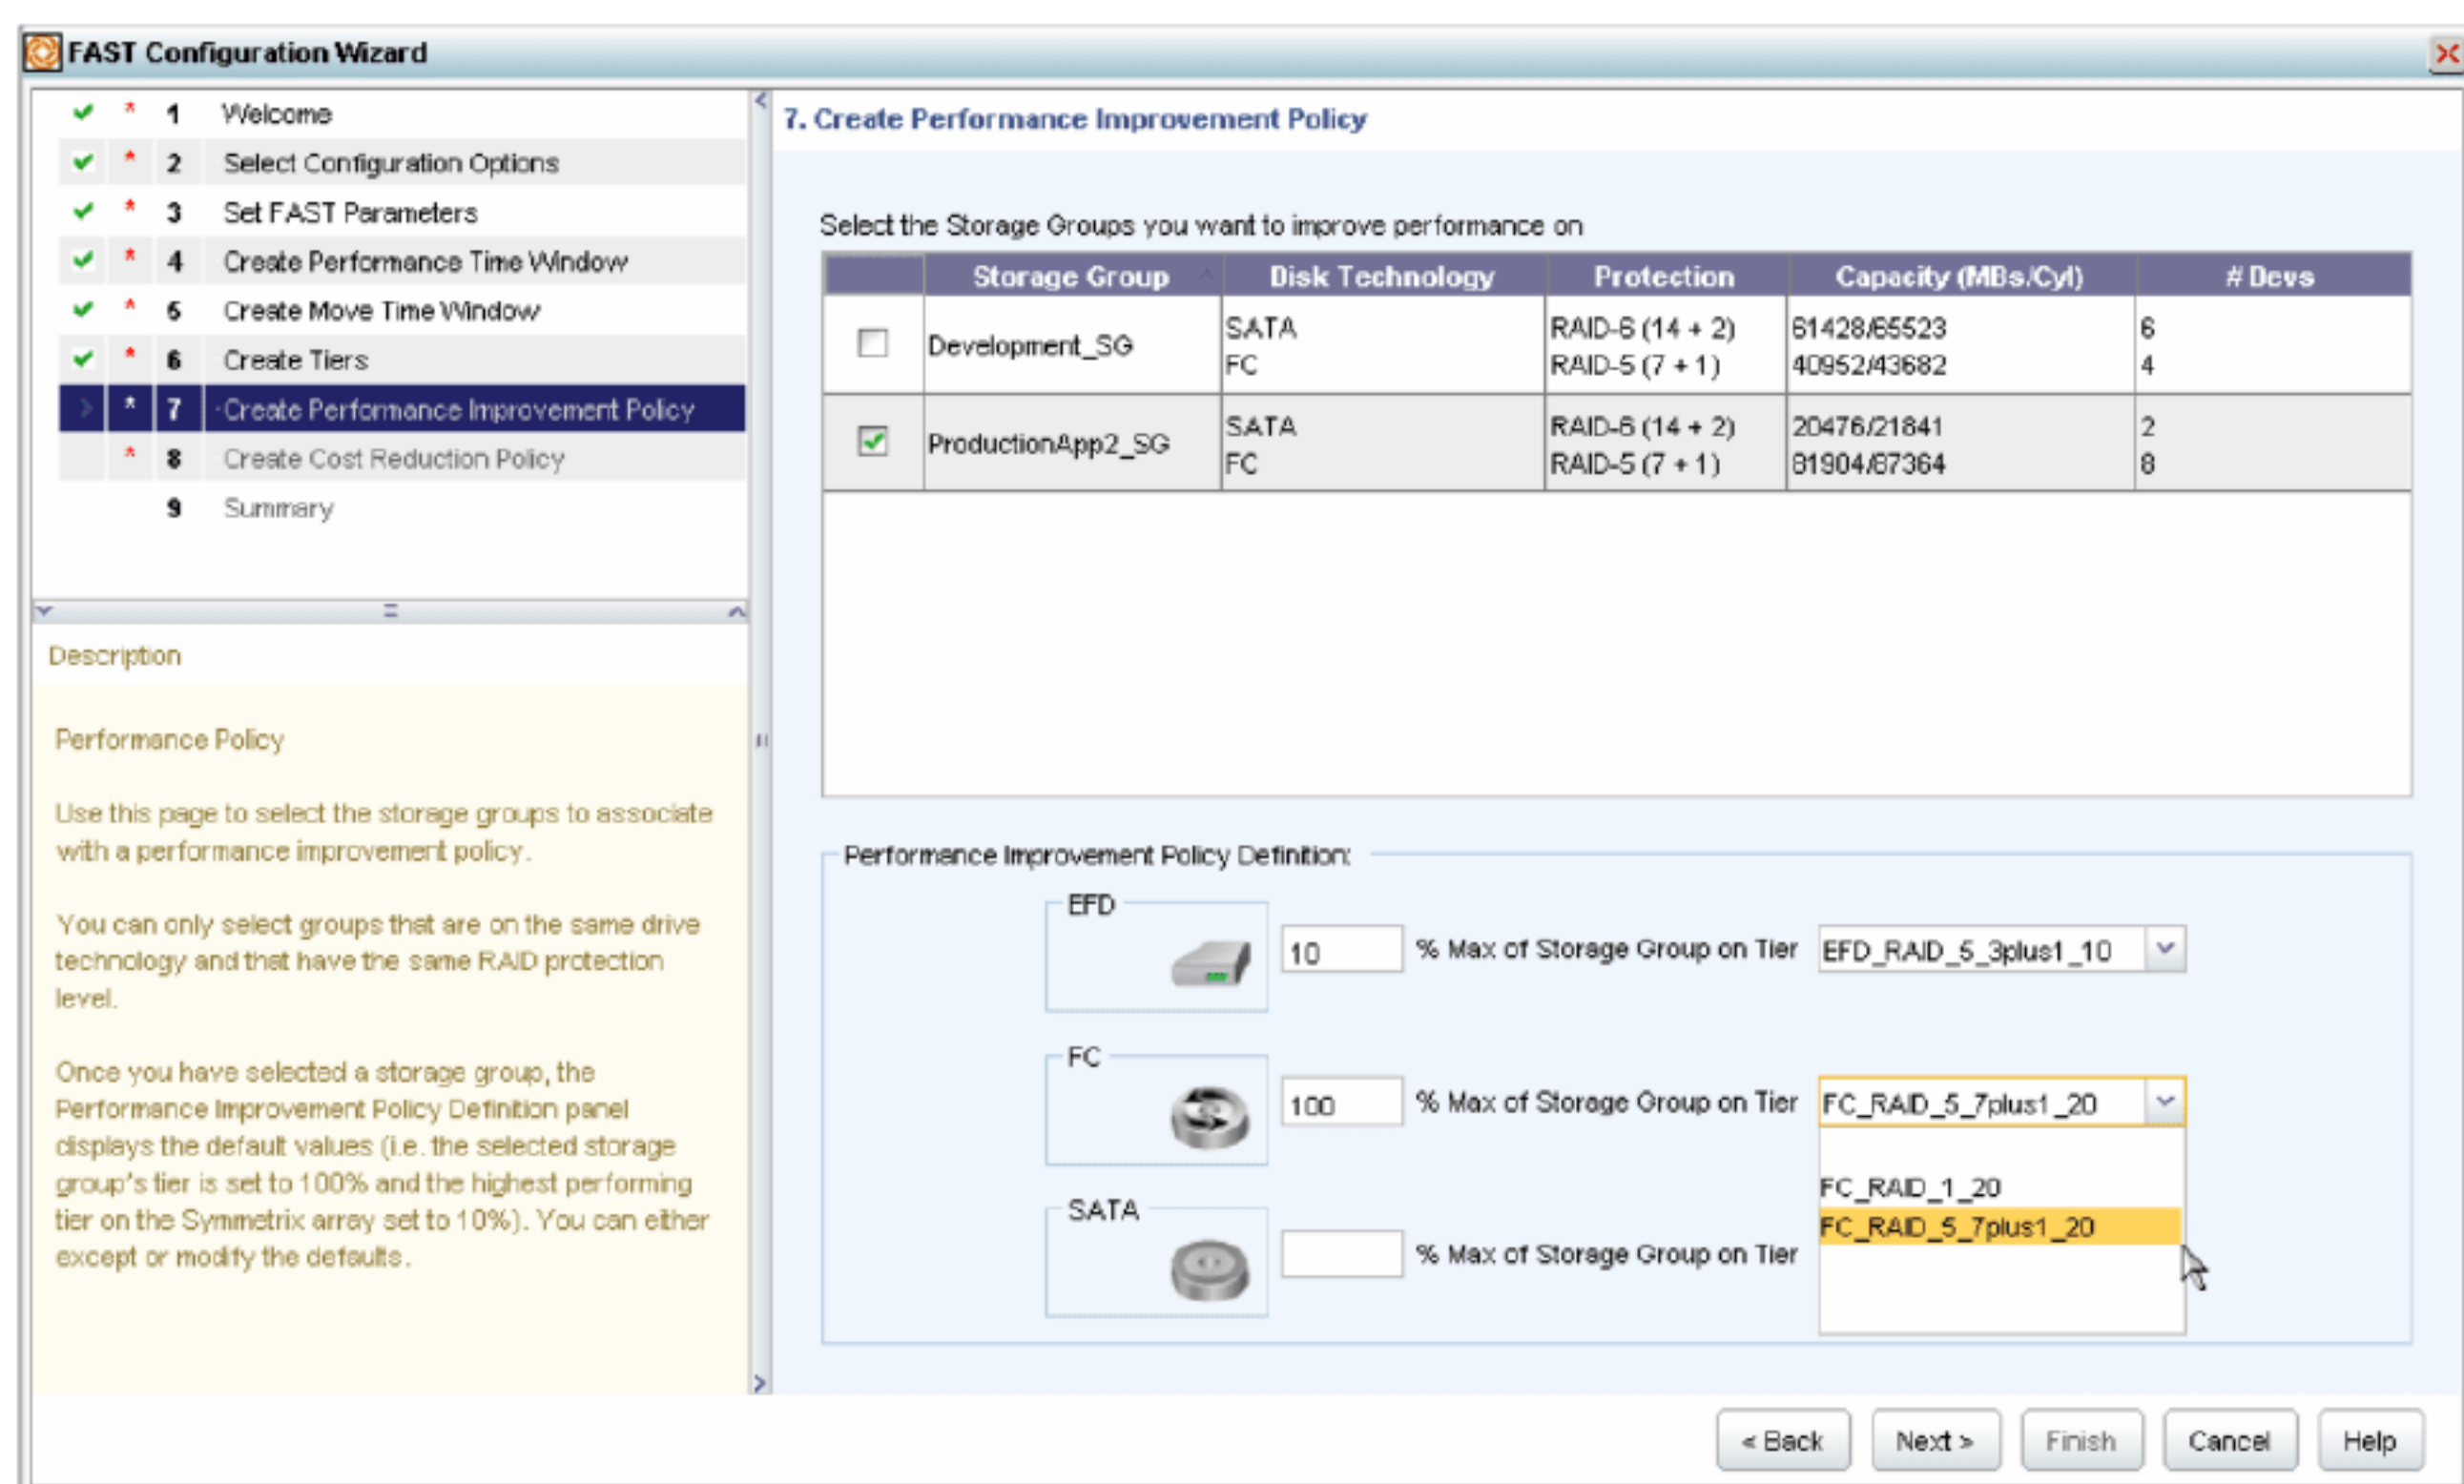 FAST Configuration Wizard
* 1 Welcome
* 2 Select Configuration Options
* 3 Set FAST Parameters
* 4 Create Performance Time Window
* 5 Create Move Time Window
* 6 Create Tiers
* 7 Create Performance Improvement Policy
* 8 Create Cost Reduction Policy
9 Summary
Description
Performance Policy
Use this page to select the storage groups to associate
with a performance improvement policy.
You can only select groups that are on the same drive
technology and that have the same RAID protection
level.
Once you have selected a storage group, the
Performance Improvement Policy Definition panel
displays the default values (i.e. the selected storage
group's tier is set to 100% and the highest performing
tier on the Symmetrix array set to 10%). You can either
except or modify the defaults.
7. Create Performance Improvement Policy
Select the Storage Groups you want to improve performance on
Storage Group Disk Technology Protection Capacity (MBs/Cyl) # Devs
Development_SG
SATA RAID-6 (14 + 2) 61428/65523 6
FC RAID-5 (7 + 1) 40952/43682 4
ProductionApp2_SG
SATA RAID-6 (14 + 2) 20476/21841 2
FC RAID-5 (7 + 1) 81904/87364 8
Performance Improvement Policy Definition:
EFD
10 % Max of Storage Group on Tier EFD_RAID_5_3plus1_10
FC
100 % Max of Storage Group on Tier FC_RAID_5_7plus1_20
FC_RAID_1_20
FC_RAID_5_7plus1_20
SATA
% Max of Storage Group on Tier
< Back Next > Finish Cancel Help